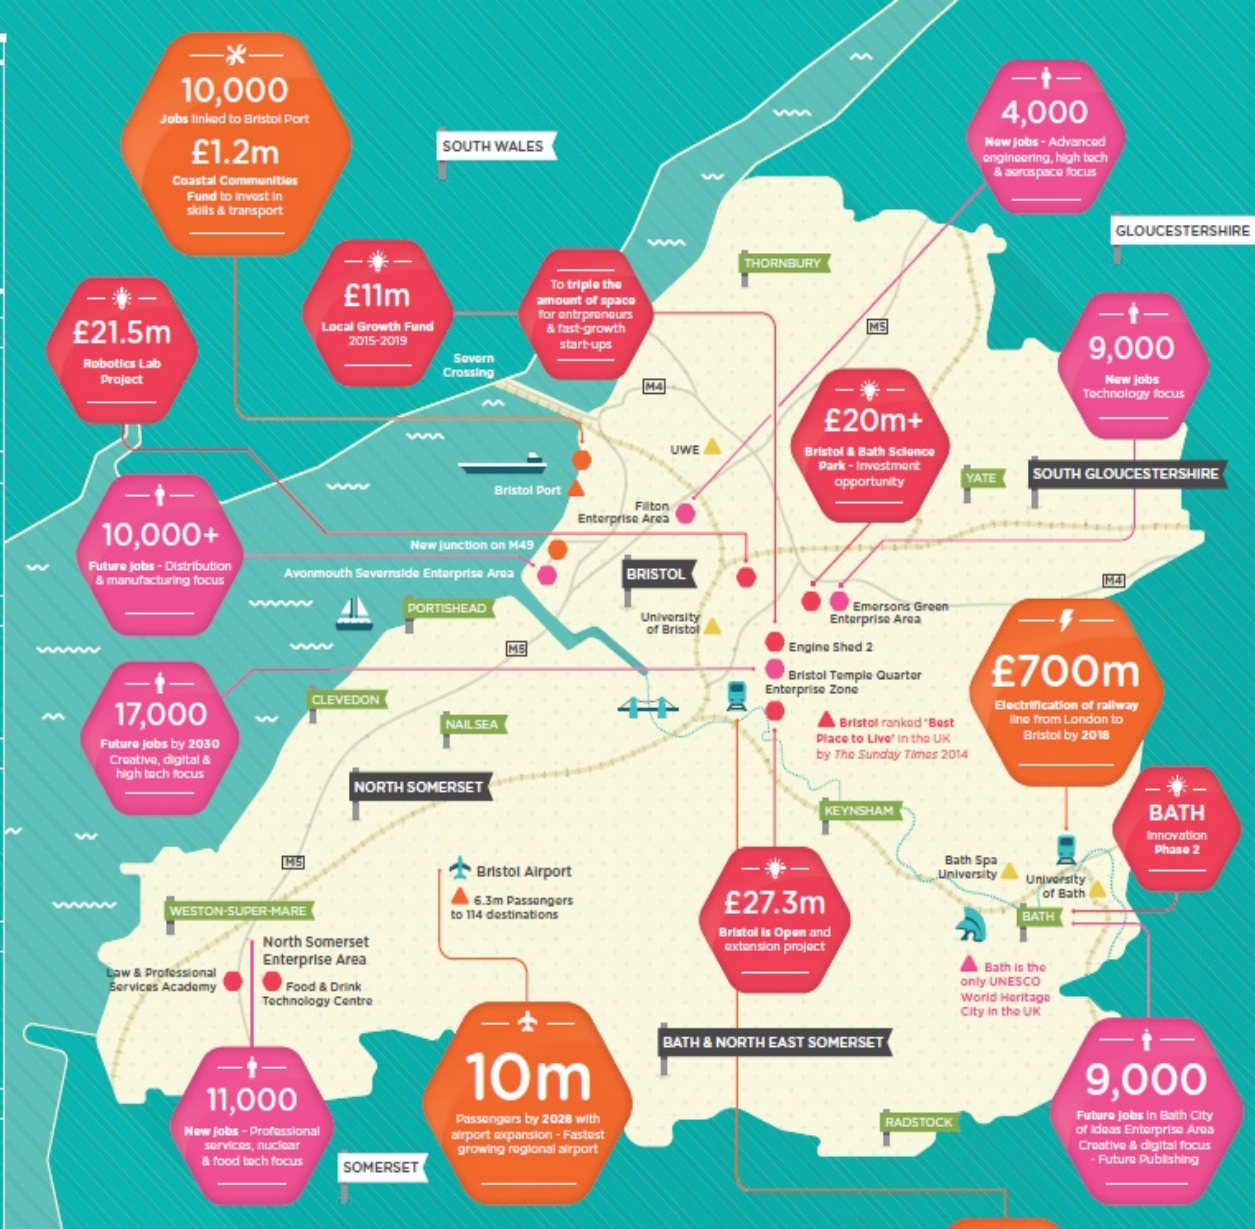 10,000
Jobs linked to Bristol Port
£1.2m
Coastal Communities
Fund to invest in
skills & transport
SOUTH WALES
4,000
New jobs - Advanced
engineering, high tech
& aerospace focus
GLOUCESTERSHIRE
THORNBURY
£11m
Local Growth Fund
2015-2019
To triple the
amount of space
for entrpreneurs
& fast-growth
start-ups
£21.5m
Robotics Lab
Project
Severn
Crossing
M5
M4
9,000
New jobs
Technology focus
£20m+
Bristol & Bath Science
Park - Investment
opportunity
UWE
YATE
SOUTH GLOUCESTERSHIRE
Bristol Port
Filton
Enterprise Area
10,000+
Future jobs - Distribution
& manufacturing focus
New junction on M49
Avonmouth Severnside Enterprise Area
BRISTOL
M4
PORTISHEAD
University
of Bristol
Emersons Green
Enterprise Area
M5
Engine Shed 2
Bristol Temple Quarter
Enterprise Zone
£700m
Electrification of railway
line from London to
Bristol by 2018
17,000
Future jobs by 2030
Creative, digital &
high tech focus
CLEVEDON
NAILSEA
Bristol ranked 'Best
Place to Live' in the UK
by The Sunday Times 2014
NORTH SOMERSET
KEYNSHAM
BATH
Innovation
Phase 2
M5
Bristol Airport
6.3m Passengers
to 114 destinations
Bath Spa
University
University
of Bath
£27.3m
Bristol is Open and
extension project
WESTON-SUPER-MARE
BATH
North Somerset
Enterprise Area
Law & Professional
Services Academy
Food & Drink
Technology Centre
Bath is the
only UNESCO
World Heritage
City in the UK
BATH & NORTH EAST SOMERSET
10m
Passengers by 2028 with
airport expansion - Fastest
growing regional airport
11,000
New jobs - Professional
services, nuclear
& food tech focus
SOMERSET
RADSTOCK
9,000
Future jobs in Bath City
of Ideas Enterprise Area
Creative & digital focus
- Future Publishing